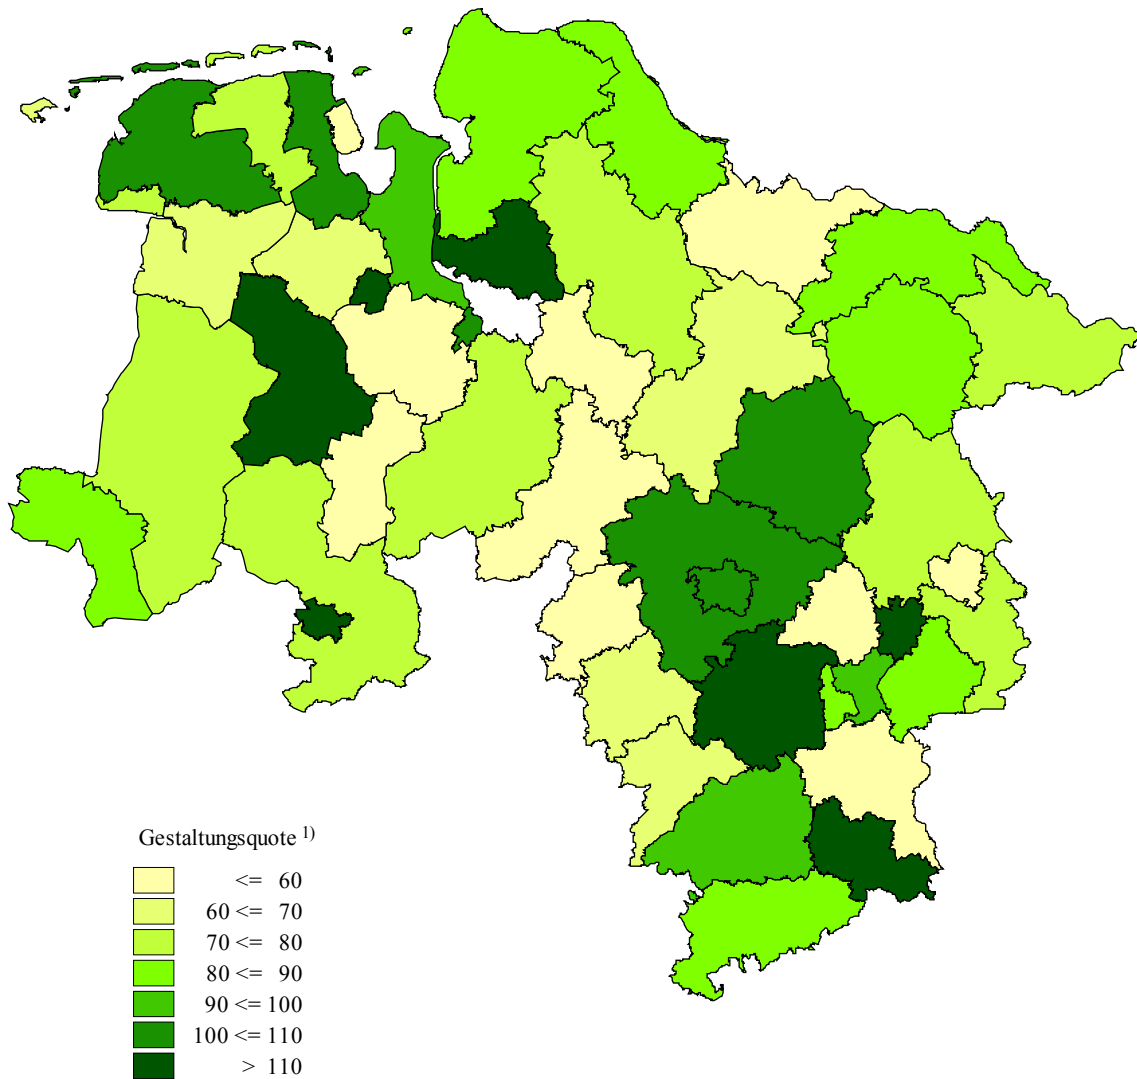 Gestaltungsquote 1)
<= 60
60 <= 70
70 <= 80
80 <= 90
90 <= 100
100 <= 110
> 110